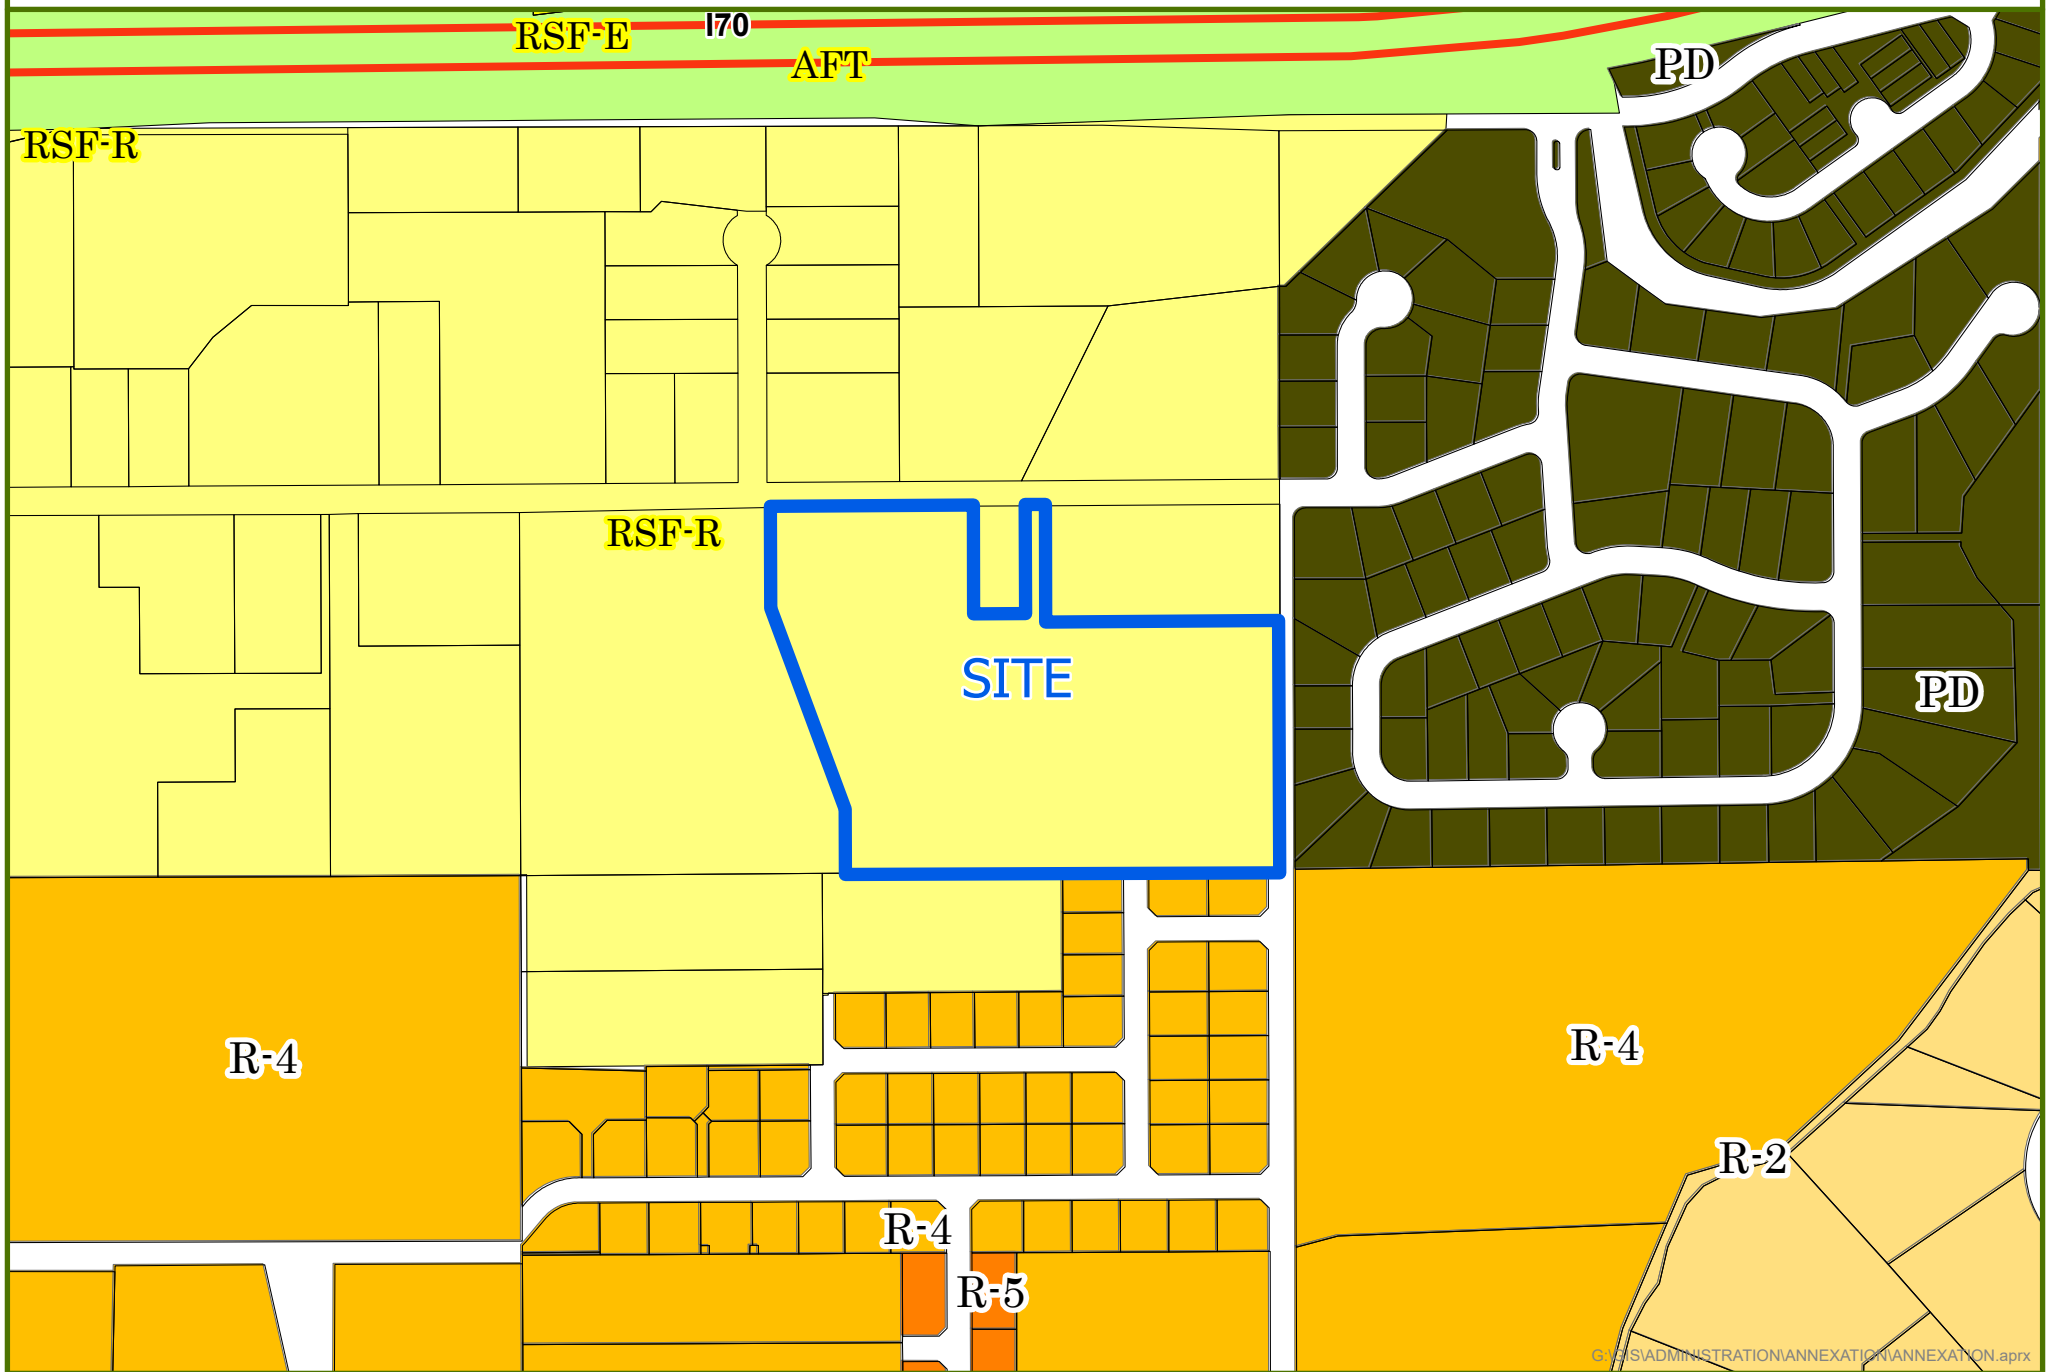 I70
RSF-E
AFT
PD
RSF-R
RSF-R
SITE
PD
R-4
R-4
R-2
R-4
R-5
G:\GIS\ADMINISTRATION\ANNEXATION\ANNEXATION.aprx